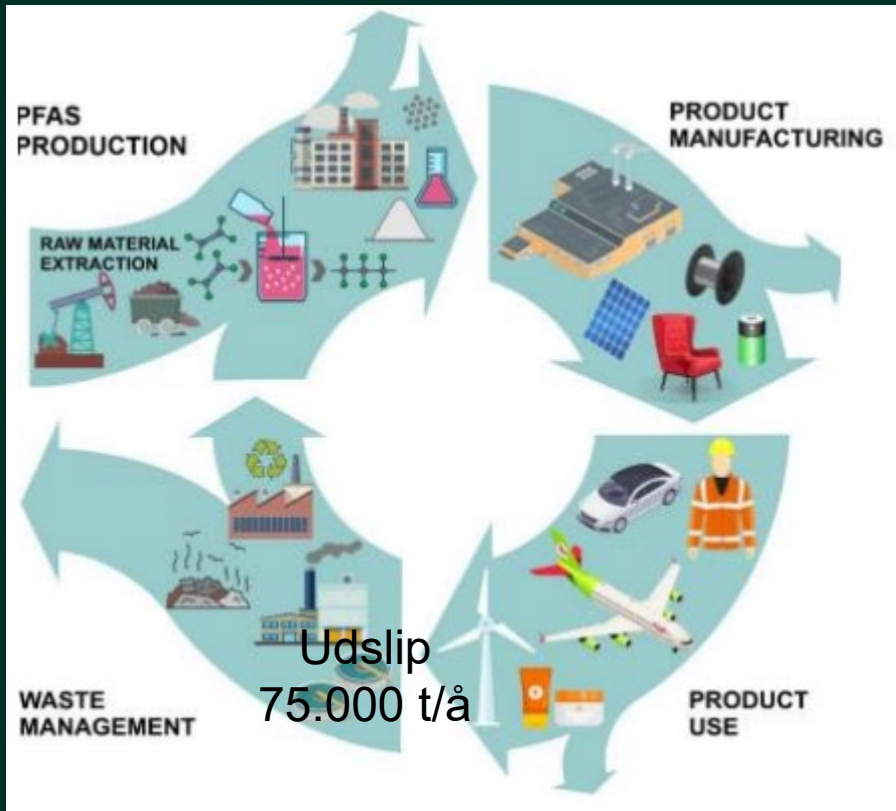 PFAS
PRODUCTION
RAW MATERIAL
EXTRACTION
PRODUCT
MANUFACTURING
Udslip
75.000 t/å
WASTE
MANAGEMENT
PRODUCT
USE